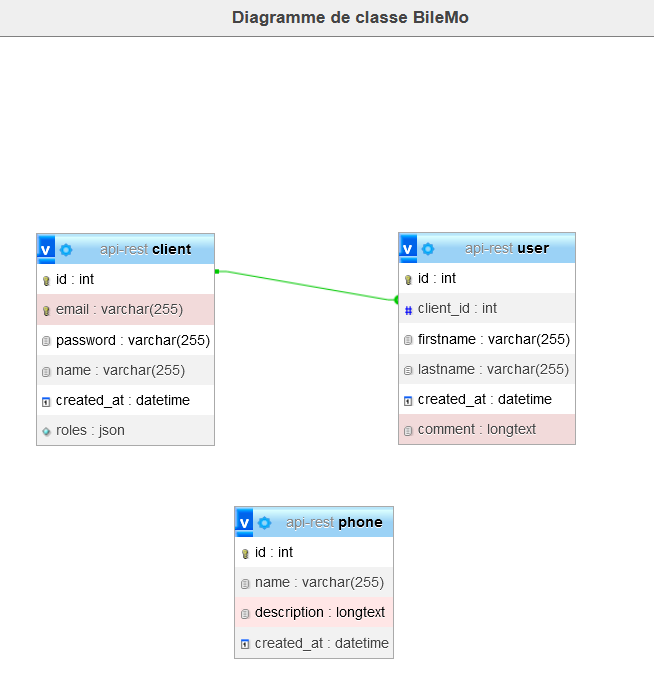 Diagramme de classe BileMo
v api-rest client
id : int
email : varchar(255)
password : varchar(255)
name : varchar(255)
created_at : datetime
roles : json
v api-rest user
id : int
# client_id : int
firstname : varchar(255)
lastname : varchar(255)
created_at : datetime
comment : longtext
v api-rest phone
id : int
name : varchar(255)
description : longtext
created_at : datetime